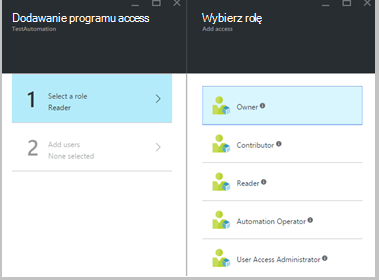 Dodawanie programu access
TestAutomation
1
Select a role
Reader
2
Add users
None selected
Wybierz rolę
Add access
Owner
Contributor
Reader
Automation Operator
User Access Administrator